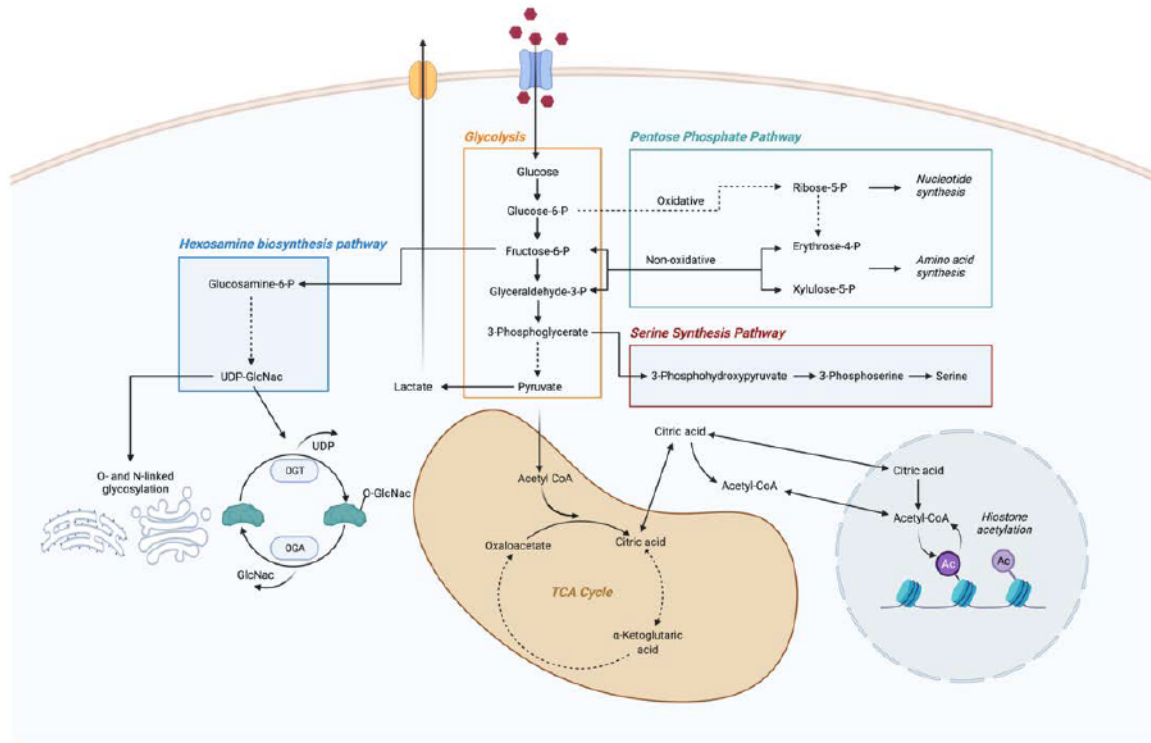 Glycolysis
Pentose Phosphate Pathway
Glucose
Glucose-6-P
Oxidative
Ribose-5-P
Nucleotide
synthesis
Hexosamine biosynthesis pathway
Fructose-6-P
Non-oxidative
Erythrose-4-P
Amino acid
synthesis
Glucosamine-6-P
Glyceraldehyde-3-P
Xylulose-5-P
3-Phosphoglycerate
Serine Synthesis Pathway
UDP-GlcNac
Lactate
Pyruvate
3-Phosphohydroxypyruvate
3-Phosphoserine
Serine
UDP
Citric acid
O- and N-linked
glycosylation
OGT
O-GlcNac
Acetyl CoA
Acetyl-CoA
Citric acid
Acetyl-CoA
Hiostone
acetylation
OGA
GlcNac
Oxaloacetate
Citric acid
Ac
Ac
TCA Cycle
α-Ketoglutaric
acid